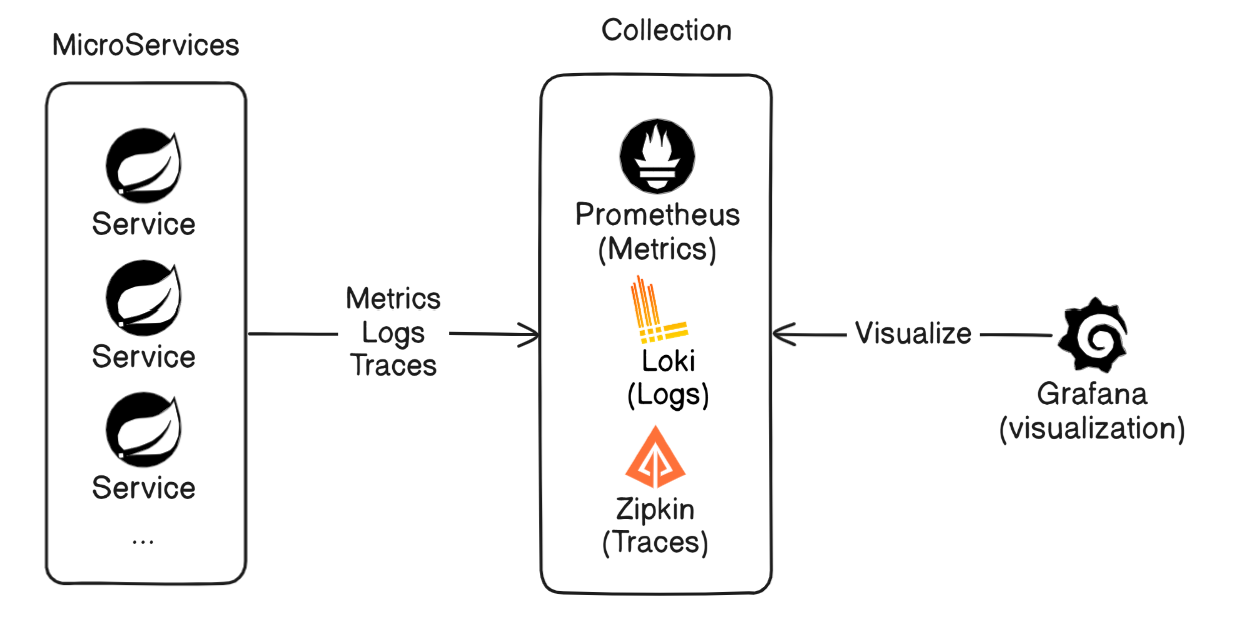 MicroServices
Service
Service
Service
...
Metrics
Logs
Traces
Collection
Prometheus
(Metrics)
Loki
(Logs)
Zipkin
(Traces)
Visualize
Grafana
(visualization)